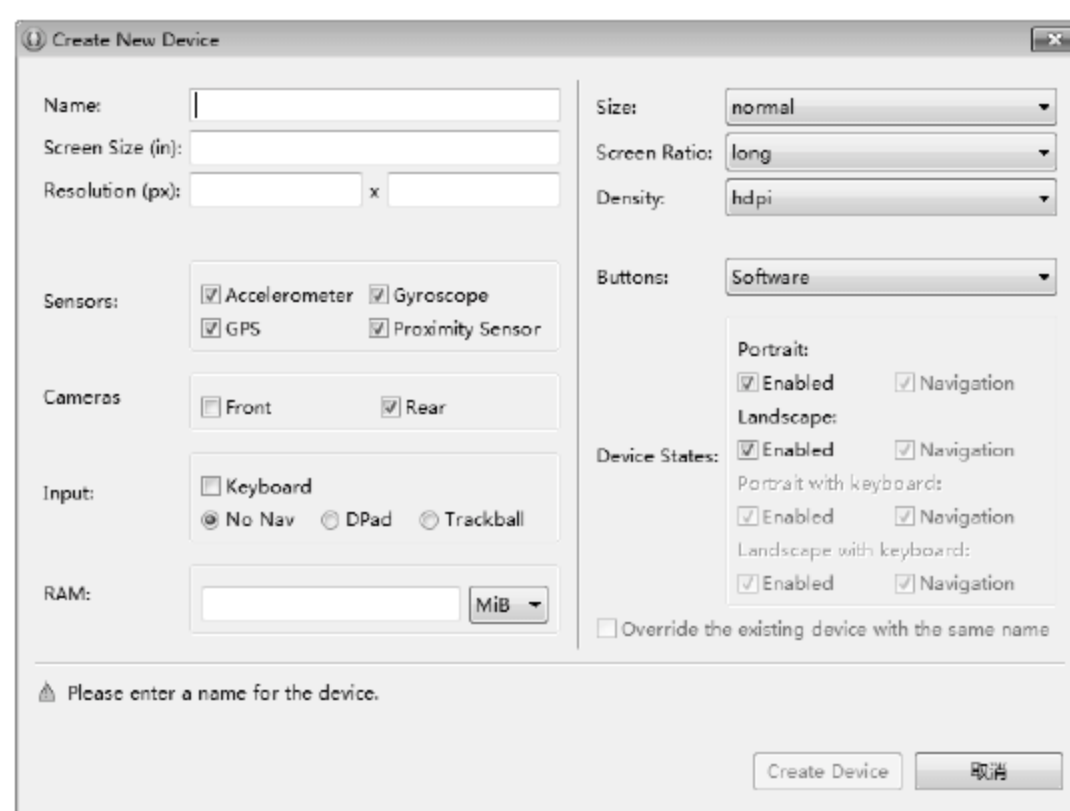 Create New Device
Name:
Screen Size (in):
Resolution (px): x
Sensors:
Accelerometer Gyroscope
GPS Proximity Sensor
Cameras
Front Rear
Input:
Keyboard
No Nav DPad Trackball
RAM:
MiB
Size: normal
Screen Ratio: long
Density: hdpi
Buttons: Software
Device States:
Portrait:
Enabled Navigation
Landscape:
Enabled Navigation
Portrait with keyboard:
Enabled Navigation
Landscape with keyboard:
Enabled Navigation
Override the existing device with the same name
Please enter a name for the device.
Create Device 取消